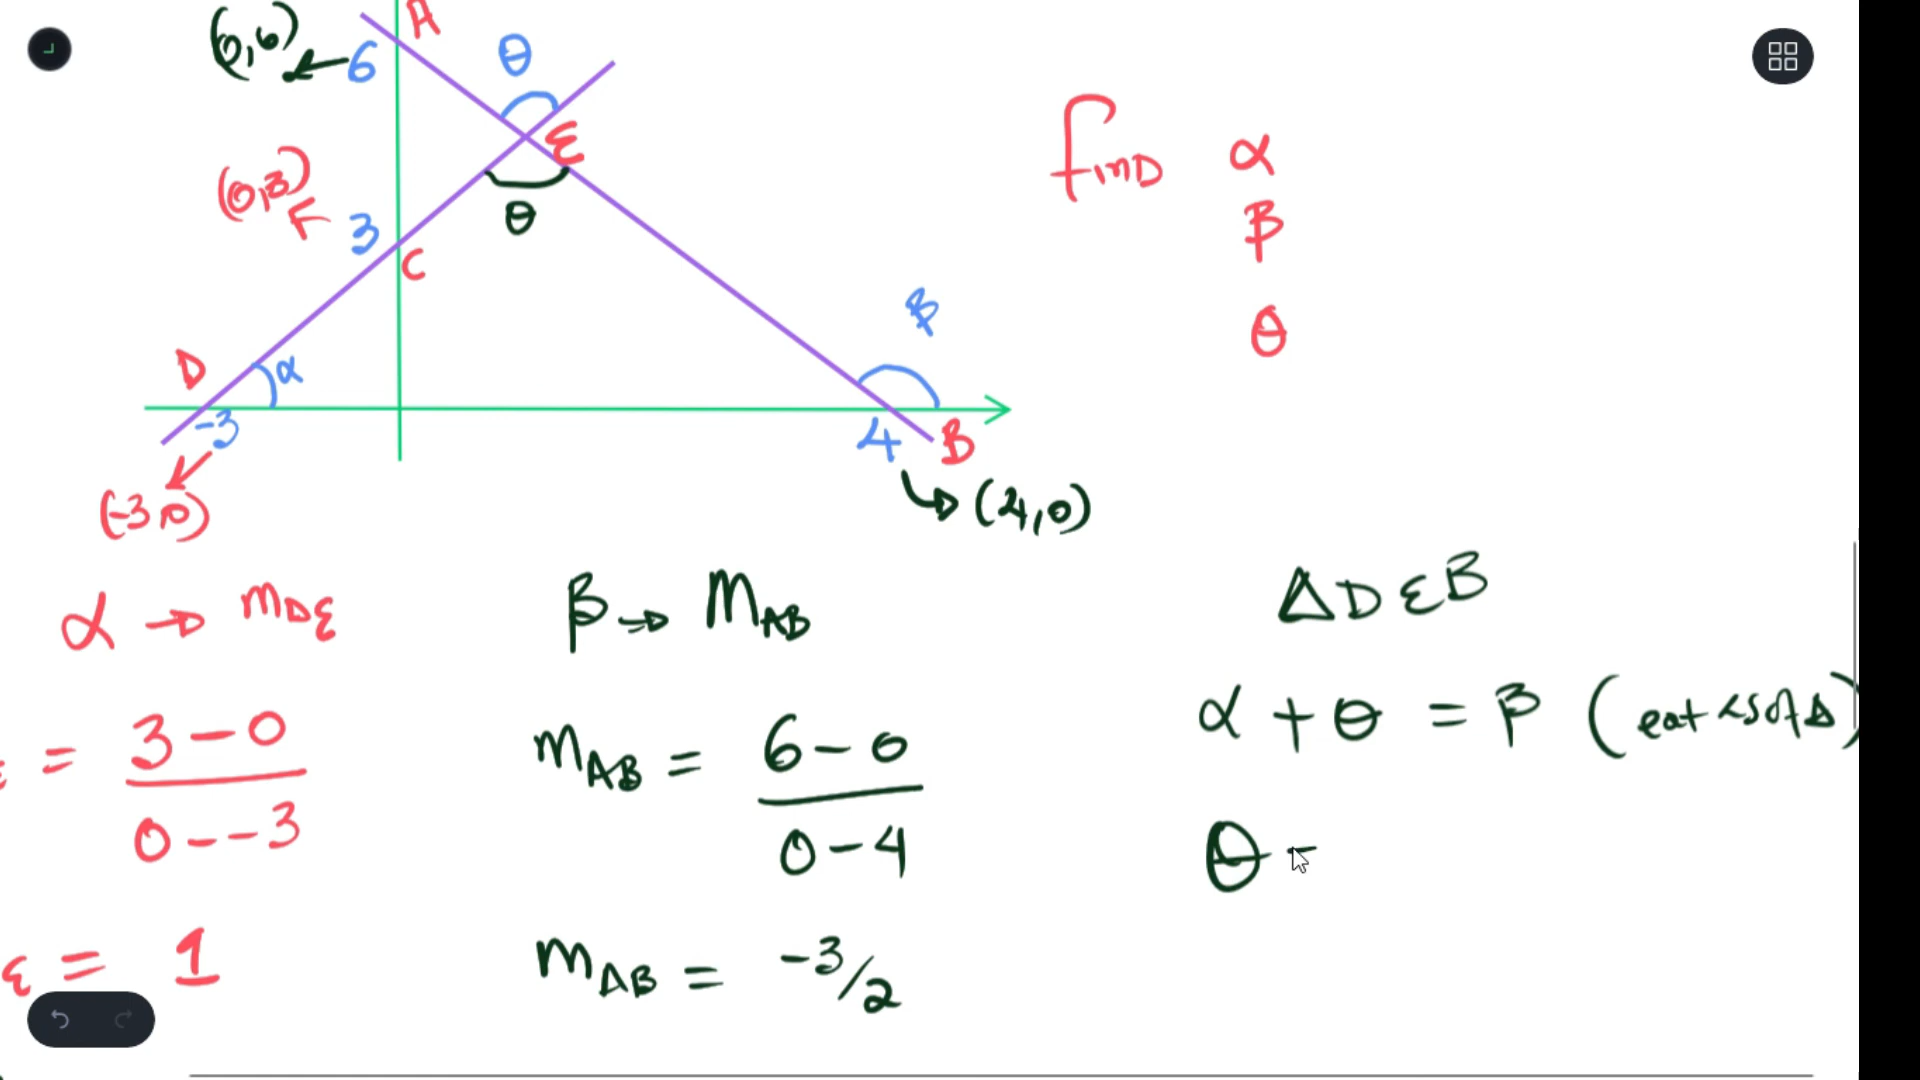 A
(0,6)
6
θ
E
(0,3)
3
θ
C
D
α
β
-3
4
B
(-3,0)
(4,0)
find α
β
θ
α → mDE
= 3-0
0--3
E = 1
β → mAB
mAB = 6-0
0-4
mAB = -3/2
ΔDEB
α + θ = β (ext <s of Δ)
θ -